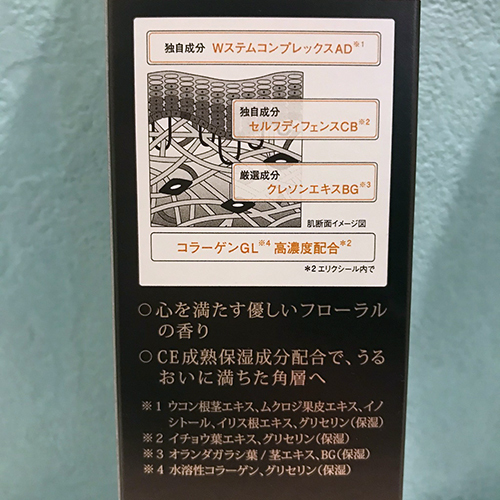 独自成分 WステムコンプレックスAD※1
独自成分
セルフディフェンスCB※2
厳選成分
クレソンエキスBG※3
肌断面イメージ図
コラーゲンGL※4 高濃度配合※2
※2 エリクシール内で
○心を満たす優しいフローラル
の香り
○CE成熟保湿成分配合で、うる
おいに満ちた角層へ
※1 ウコン根茎エキス、ムクロジ果皮エキス、イノ
シトール、イリス根エキス、グリセリン(保湿)
※2 イチョウ葉エキス、グリセリン(保湿)
※3 オランダガラシ葉/茎エキス、BG(保湿)
※4 水溶性コラーゲン、グリセリン(保湿)